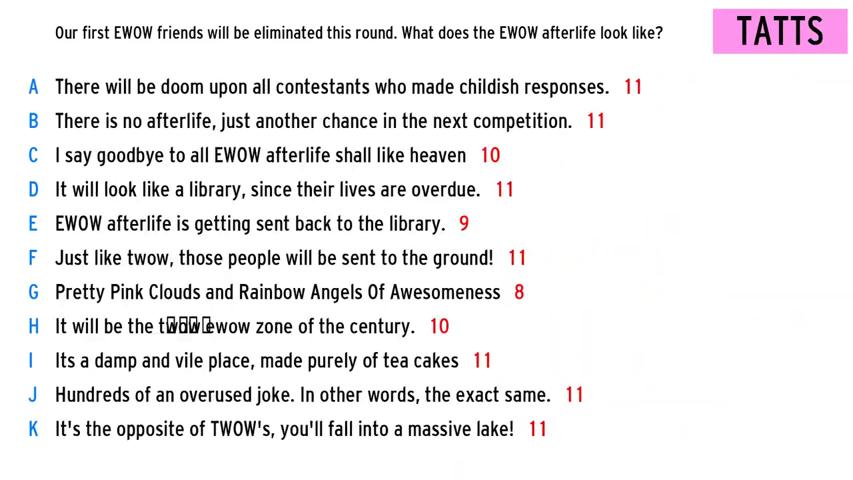 Our first EWOW friends will be eliminated this round. What does the EWOW afterlife look like?
TATTS
A There will be doom upon all contestants who made childish responses. 11
B There is no afterlife, just another chance in the next competition. 11
C I say goodbye to all EWOW afterlife shall like heaven 10
D It will look like a library, since their lives are overdue. 11
E EWOW afterlife is getting sent back to the library. 9
F Just like twow, those people will be sent to the ground! 11
G Pretty Pink Clouds and Rainbow Angels Of Awesomeness 8
H It will be the ewow zone of the century. 10
I Its a damp and vile place, made purely of tea cakes 11
J Hundreds of an overused joke. In other words, the exact same. 11
K It's the opposite of TWOW's, you'll fall into a massive lake! 11